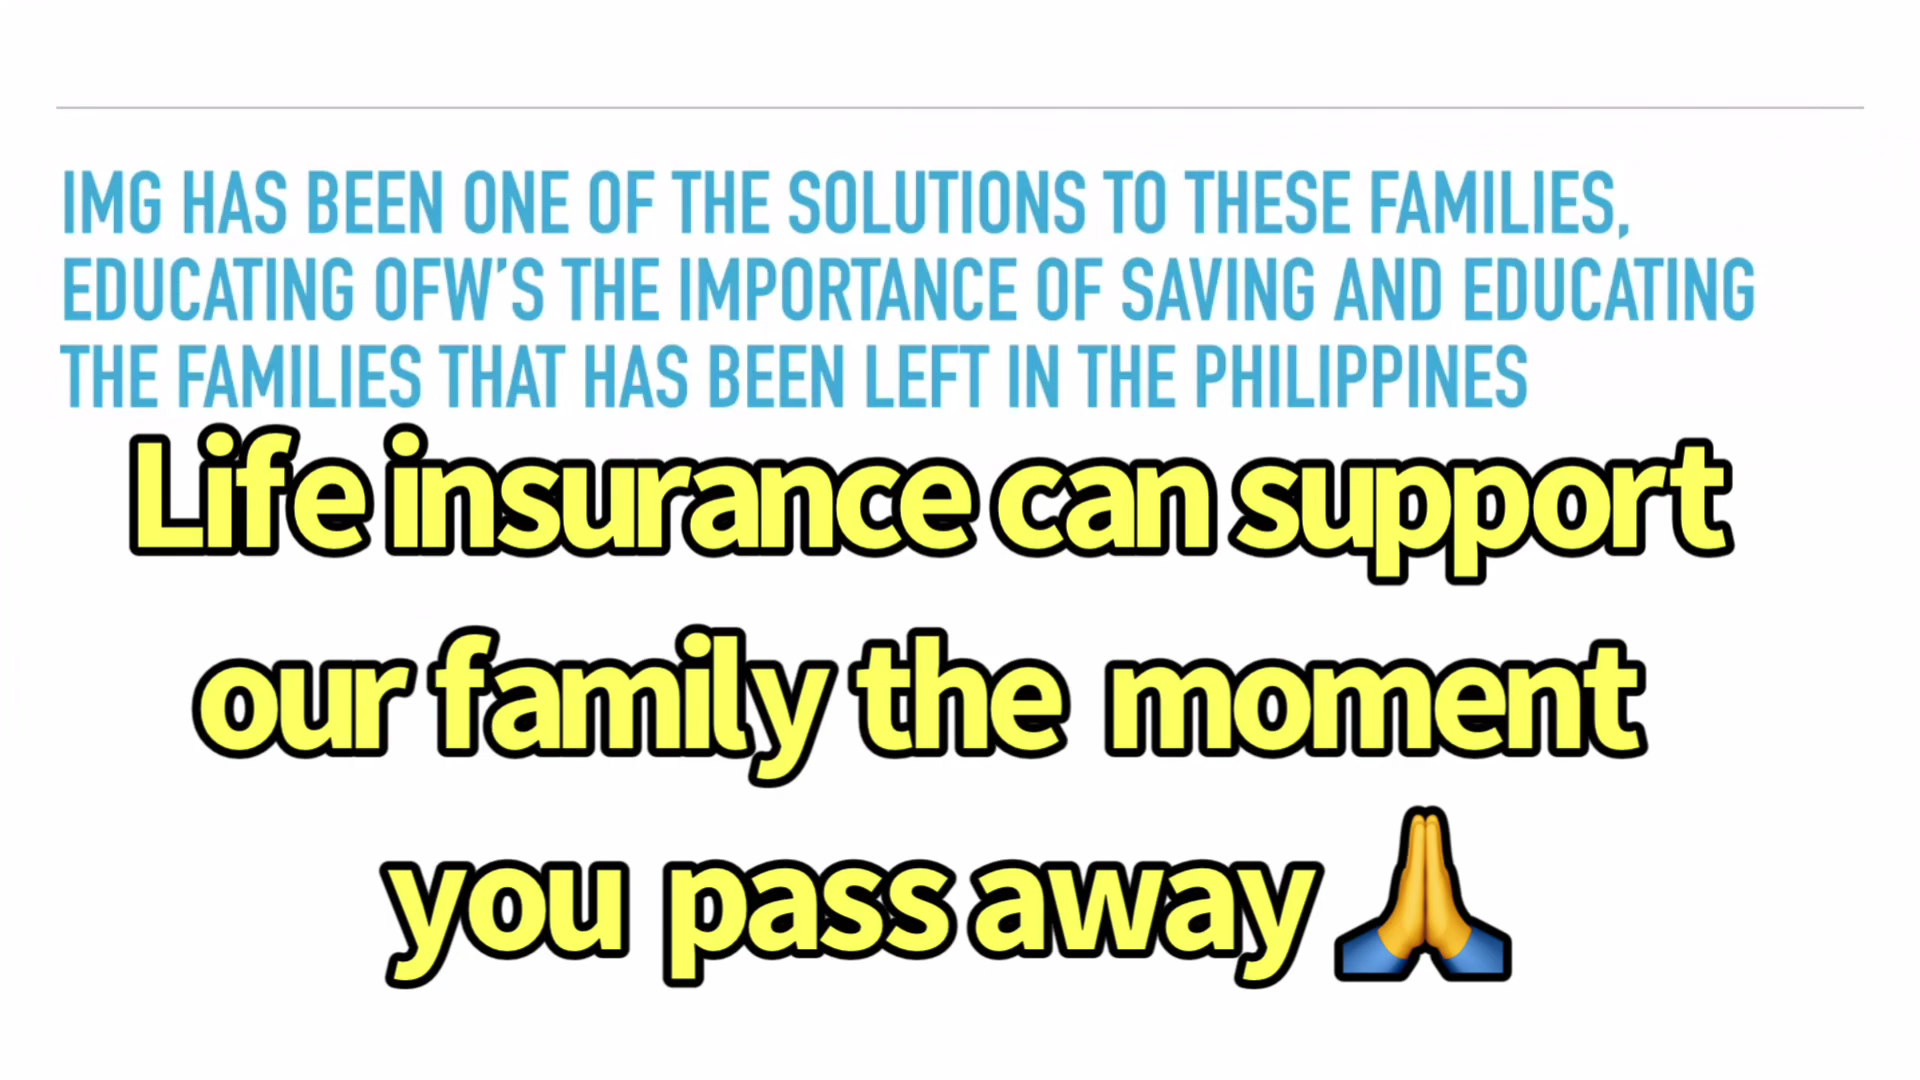 IMG HAS BEEN ONE OF THE SOLUTIONS TO THESE FAMILIES,
EDUCATING OFW'S THE IMPORTANCE OF SAVING AND EDUCATING
THE FAMILIES THAT HAS BEEN LEFT IN THE PHILIPPINES
Life insurance can support
our family the moment
you pass away🙏